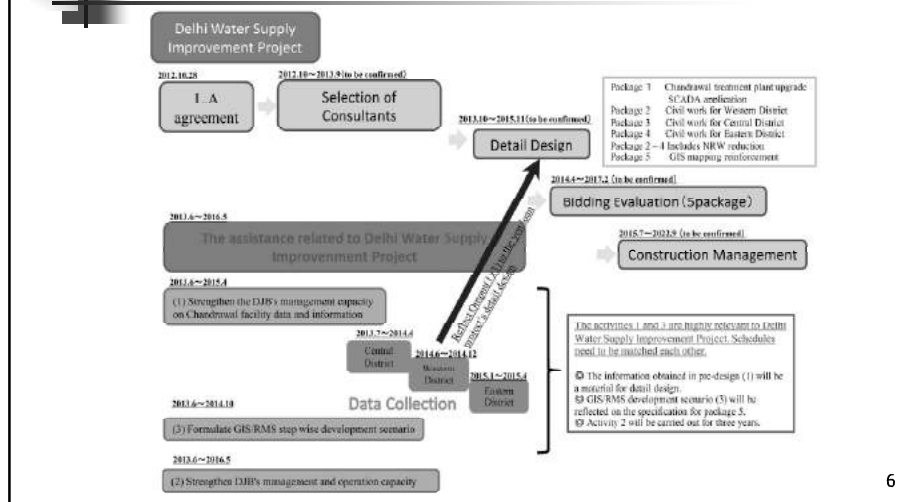 Delhi Water Supply
Improvement Project
2012.10.28
L/A
agreement
2012.10～2013.9(to be confirmed)
Selection of
Consultants
2013.10～2015.11(to be confirmed)
Detail Design
Package 1 Chandrawal treatment plant upgrade
SCADA application
Package 2 Civil work for Western District
Package 3 Civil work for Central District
Package 4 Civil work for Eastern District
Package 2～4 Includes NRW reduction
Package 5 GIS mapping reinforcement
2014.4～2017.2 (to be confirmed)
Bidding Evaluation (5package)
2015.7～2022.9 (to be confirmed)
Construction Management
2013.6～2016.5
The assistance related to Delhi Water Supply
Improvenment Project
Reflect Output (1) to the yen loan
project's detail design
2013.6～2015.4
(1) Strengthen the DJB's management capacity
on Chandrawal facility data and information
2013.7～2014.4
Central
District
2014.6～2014.12
Western
District
2015.1～2015.4
Eastern
District
Data Collection
The activities 1 and 3 are highly relevant to Delhi
Water Supply Improvement Project. Schedules
need to be matched each other.
The information obtained in pre-design (1) will be
a material for detail design.
GIS/RMS development scenario (3) will be
reflected on the specification for package 5.
Activity 2 will be carried out for three years.
2013.6～2014.10
(3) Formulate GIS/RMS step wise development scenario
2013.6～2016.5
(2) Strengthen DJB's management and operation capacity
6